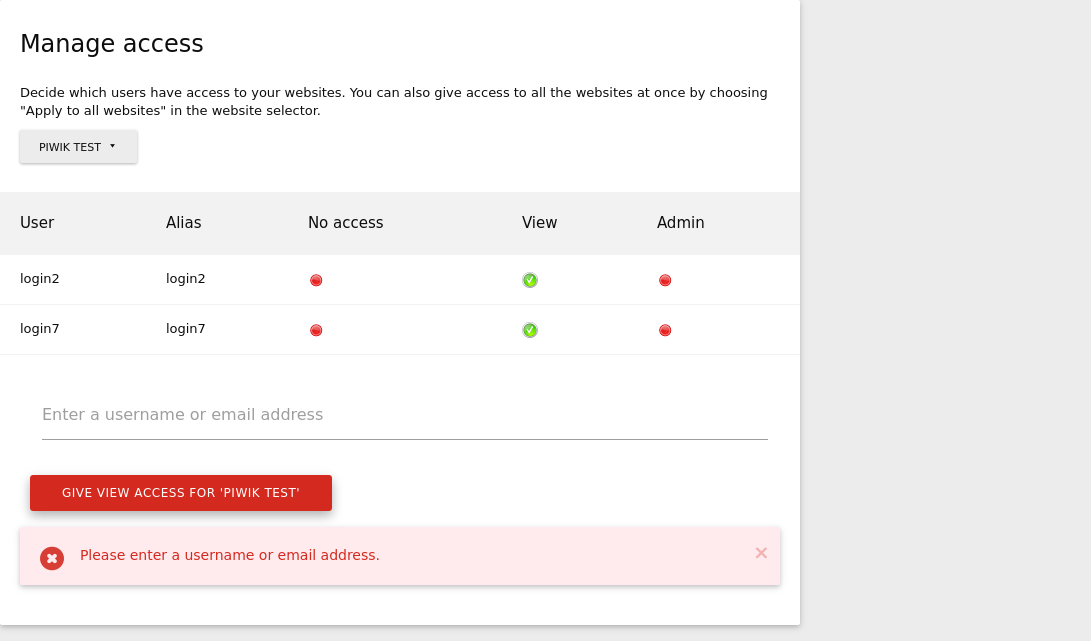 Manage access
Decide which users have access to your websites. You can also give access to all the websites at once by choosing
"Apply to all websites" in the website selector.
PIWIK TEST
User Alias No access View Admin
login2 login2
login7 login7
Enter a username or email address
GIVE VIEW ACCESS FOR 'PIWIK TEST'
Please enter a username or email address.